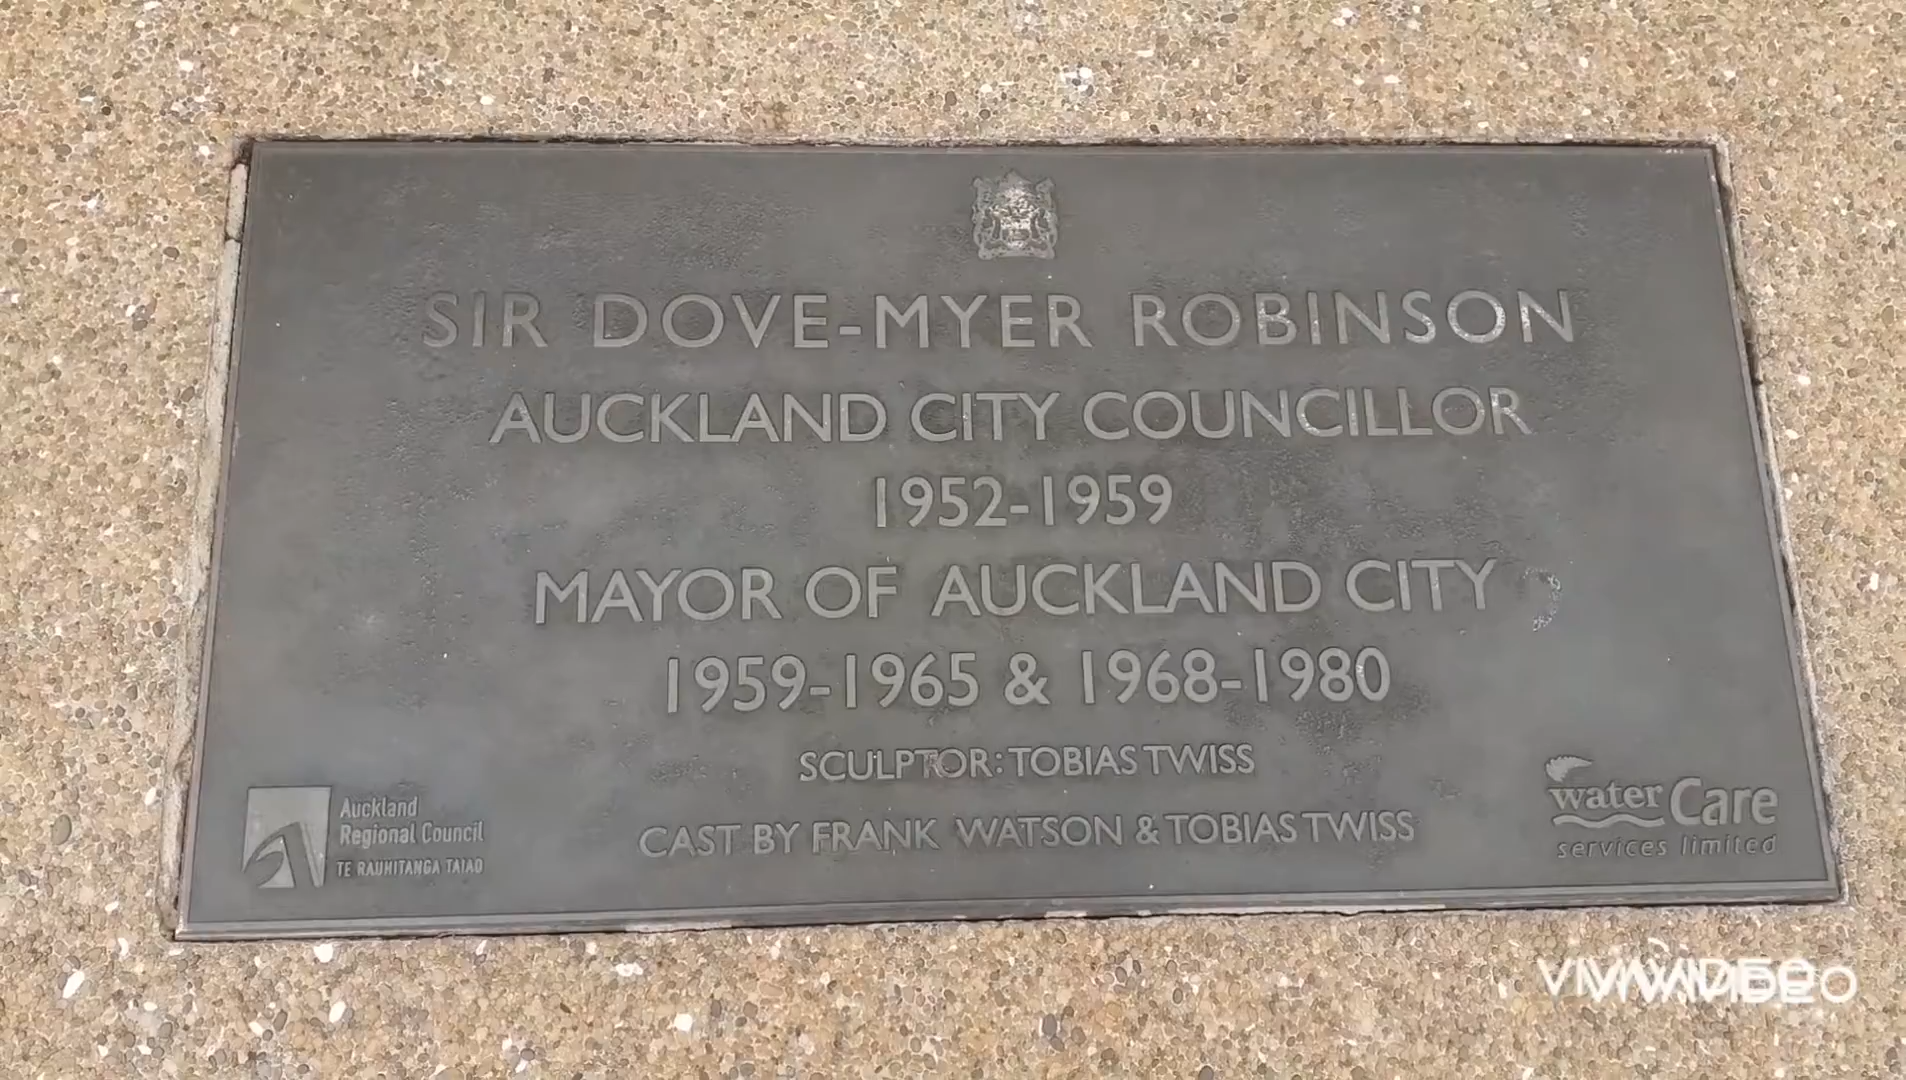 SIR DOVE-MYER ROBINSON
AUCKLAND CITY COUNCILLOR
1952-1959
MAYOR OF AUCKLAND CITY
1959-1965 & 1968-1980
SCULPTOR: TOBIAS TWISS
CAST BY FRANK WATSON & TOBIAS TWISS
Auckland
Regional Council
TE RAUHITANGA TAIAO
water Care
services limited